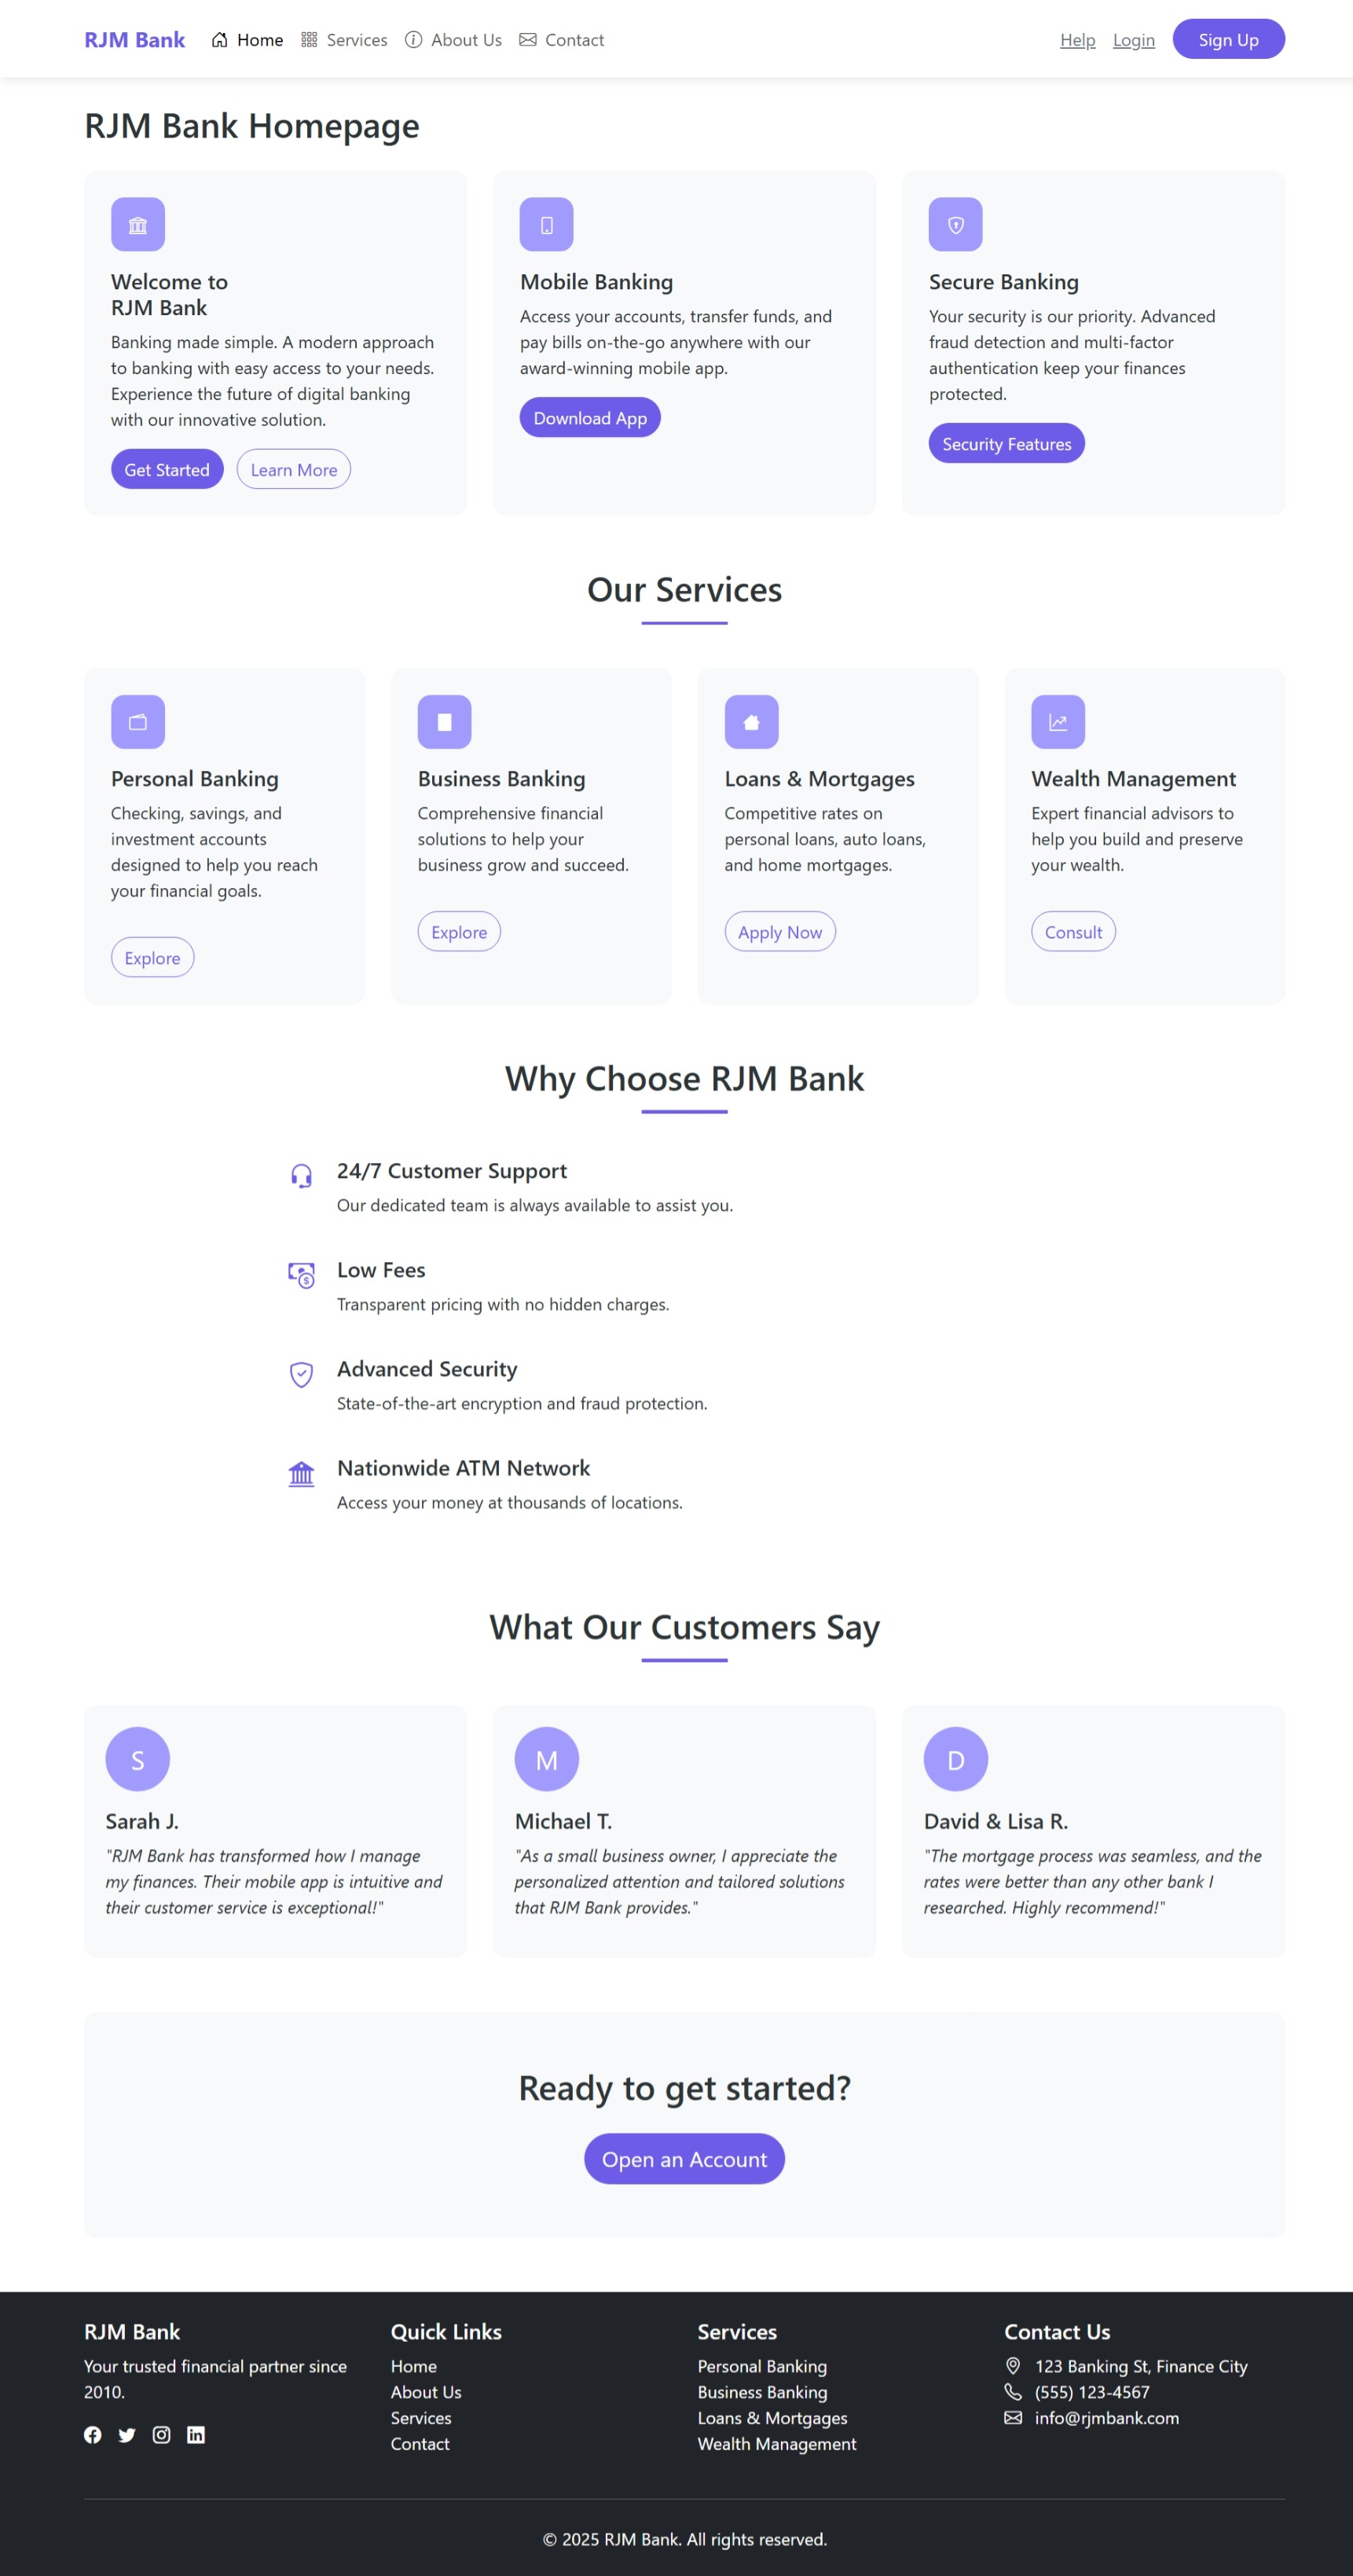 RJM Bank Home Services About Us Contact Help Login Sign Up
RJM Bank Homepage
Welcome to
RJM Bank
Banking made simple. A modern approach
to banking with easy access to your needs.
Experience the future of digital banking
with our innovative solution.
Get Started Learn More
Mobile Banking
Access your accounts, transfer funds, and
pay bills on-the-go anywhere with our
award-winning mobile app.
Download App
Secure Banking
Your security is our priority. Advanced
fraud detection and multi-factor
authentication keep your finances
protected.
Security Features
Our Services
Personal Banking
Checking, savings, and
investment accounts
designed to help you reach
your financial goals.
Explore
Business Banking
Comprehensive financial
solutions to help your
business grow and succeed.
Explore
Loans & Mortgages
Competitive rates on
personal loans, auto loans,
and home mortgages.
Apply Now
Wealth Management
Expert financial advisors to
help you build and preserve
your wealth.
Consult
Why Choose RJM Bank
24/7 Customer Support
Our dedicated team is always available to assist you.
Low Fees
Transparent pricing with no hidden charges.
Advanced Security
State-of-the-art encryption and fraud protection.
Nationwide ATM Network
Access your money at thousands of locations.
What Our Customers Say
S
Sarah J.
"RJM Bank has transformed how I manage
my finances. Their mobile app is intuitive and
their customer service is exceptional!"
M
Michael T.
"As a small business owner, I appreciate the
personalized attention and tailored solutions
that RJM Bank provides."
D
David & Lisa R.
"The mortgage process was seamless, and the
rates were better than any other bank I
researched. Highly recommend!"
Ready to get started?
Open an Account
RJM Bank
Your trusted financial partner since
2010.
Quick Links
Home
About Us
Services
Contact
Services
Personal Banking
Business Banking
Loans & Mortgages
Wealth Management
Contact Us
123 Banking St, Finance City
(555) 123-4567
info@rjmbank.com
© 2025 RJM Bank. All rights reserved.